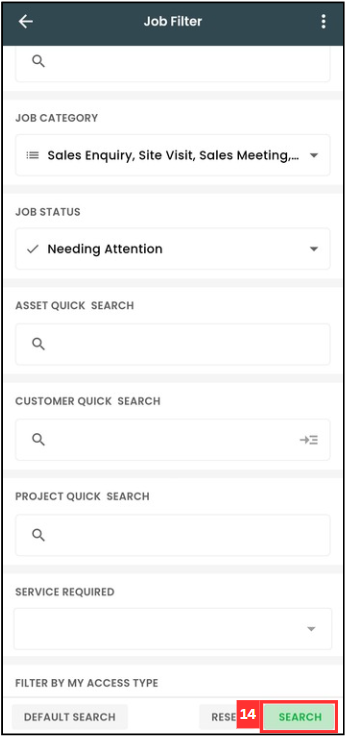 Job Filter
JOB CATEGORY
Sales Enquiry, Site Visit, Sales Meeting,...
JOB STATUS
Needing Attention
ASSET QUICK SEARCH
CUSTOMER QUICK SEARCH
PROJECT QUICK SEARCH
SERVICE REQUIRED
FILTER BY MY ACCESS TYPE
DEFAULT SEARCH RESE 14 SEARCH